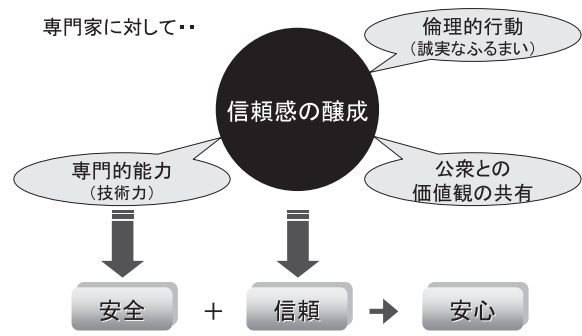 専門家に対して・・
倫理的行動
（誠実なふるまい）
信頼感の醸成
専門的能力
（技術力）
公衆との
価値観の共有
安全 + 信頼 → 安心